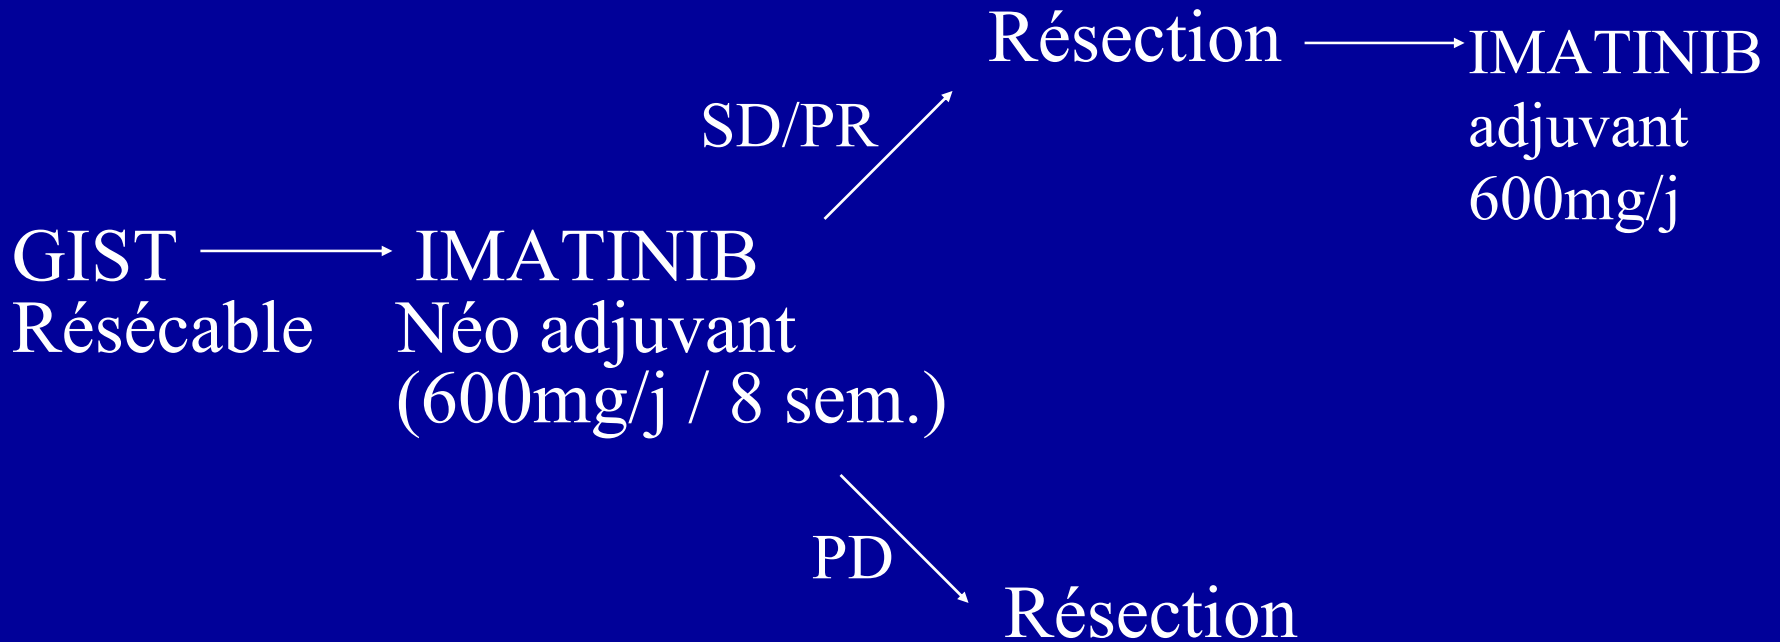 Résection
IMATINIB
adjuvant
600mg/j
SD/PR
GIST
Résécable
IMATINIB
Néo adjuvant
(600mg/j / 8 sem.)
PD
Résection